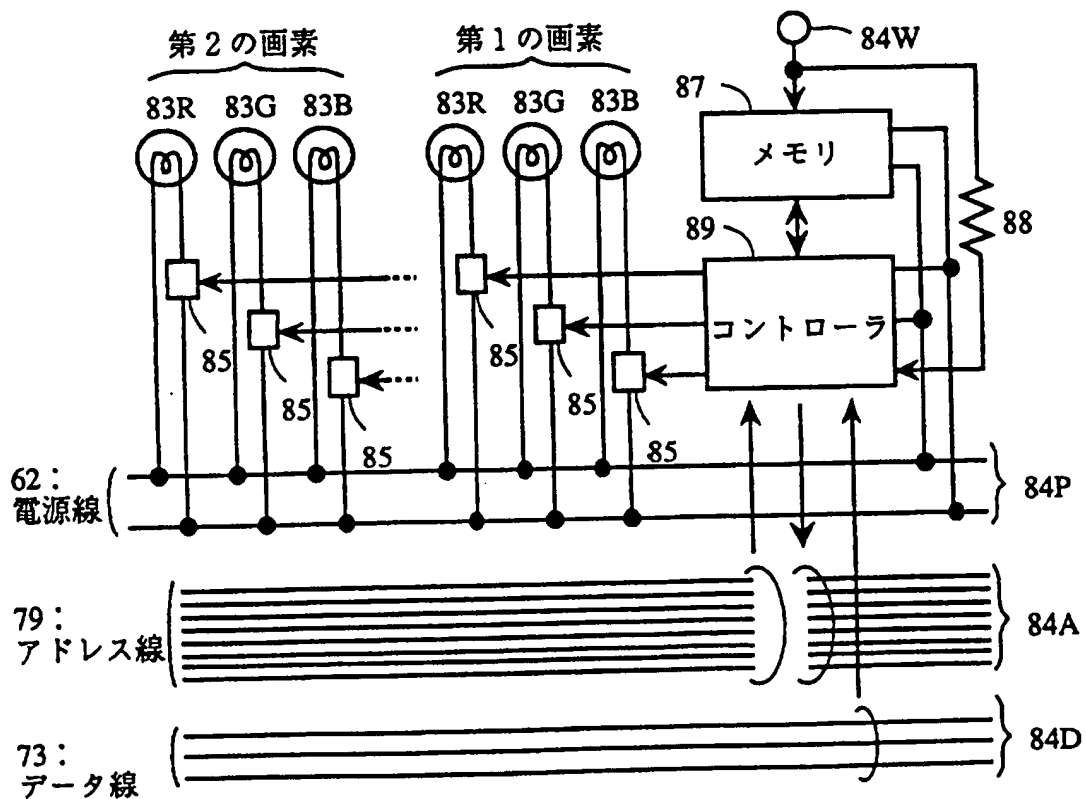 第2の画素
第1の画素
84W
83R 83G 83B
83R 83G 83B
87
メモリ
88
89
コントローラ
85
85
85
85
85
85
62:
電源線
84P
79:
アドレス線
84A
73:
データ線
84D